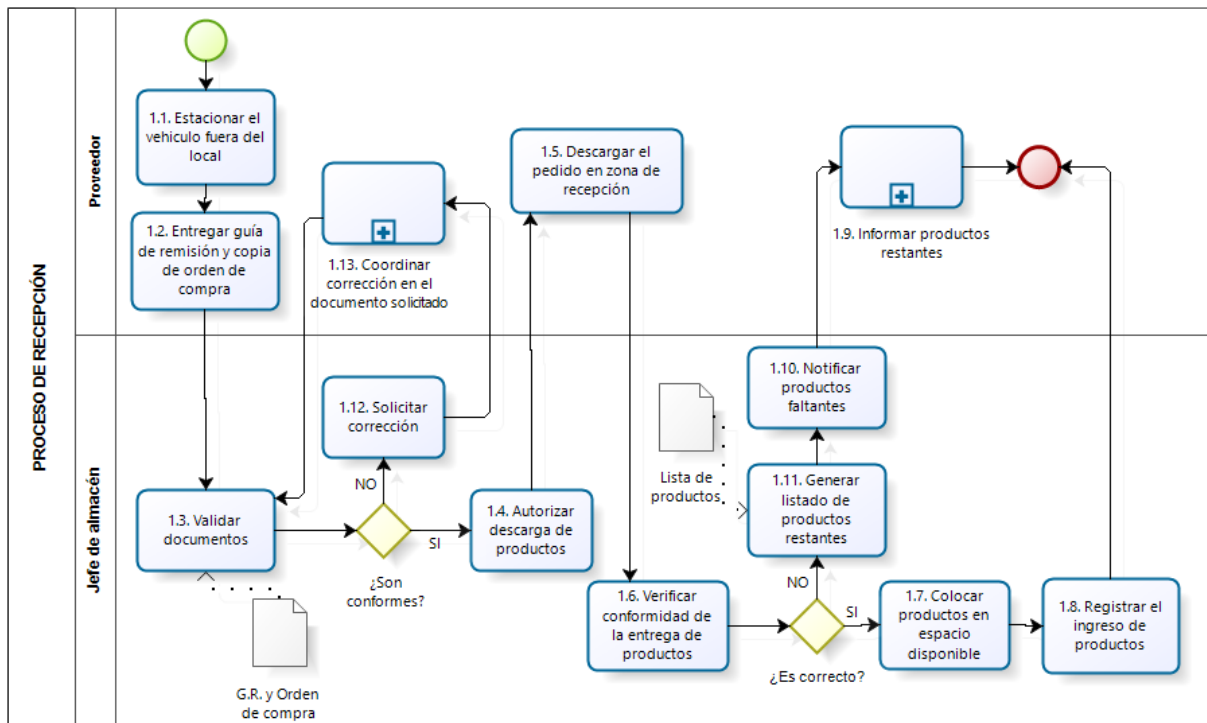 PROCESO DE RECEPCIÓN
Proveedor
1.1. Estacionar el
vehiculo fuera del
local
1.2. Entregar guía
de remisión y copia
de orden de
compra
1.13. Coordinar
corrección en el
documento solicitado
1.5. Descargar el
pedido en zona de
recepción
1.9. Informar productos
restantes
Jefe de almacén
1.3. Validar
documentos
G.R. y Orden
de compra
¿Son
conformes?
NO
SI
1.12. Solicitar
corrección
1.4. Autorizar
descarga de
productos
1.6. Verificar
conformidad de
la entrega de
productos
¿Es correcto?
NO
SI
Lista de
productos
1.11. Generar
listado de
productos
restantes
1.10. Notificar
productos
faltantes
1.7. Colocar
productos en
espacio
disponible
1.8. Registrar el
ingreso de
productos